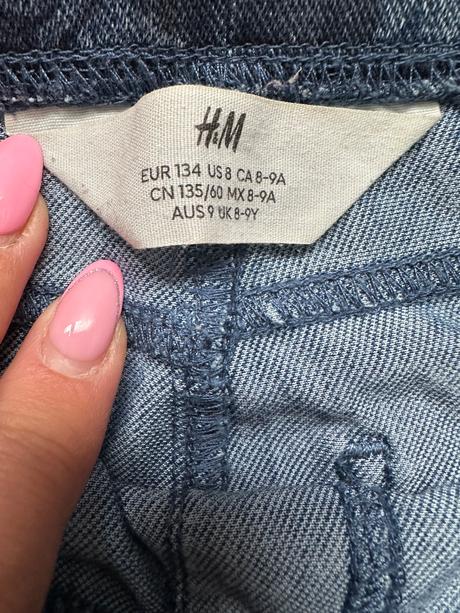 H&M
EUR 134 US 8 CA 8-9A
CN 135/60 MX 8-9A
AUS 9 UK 8-9Y